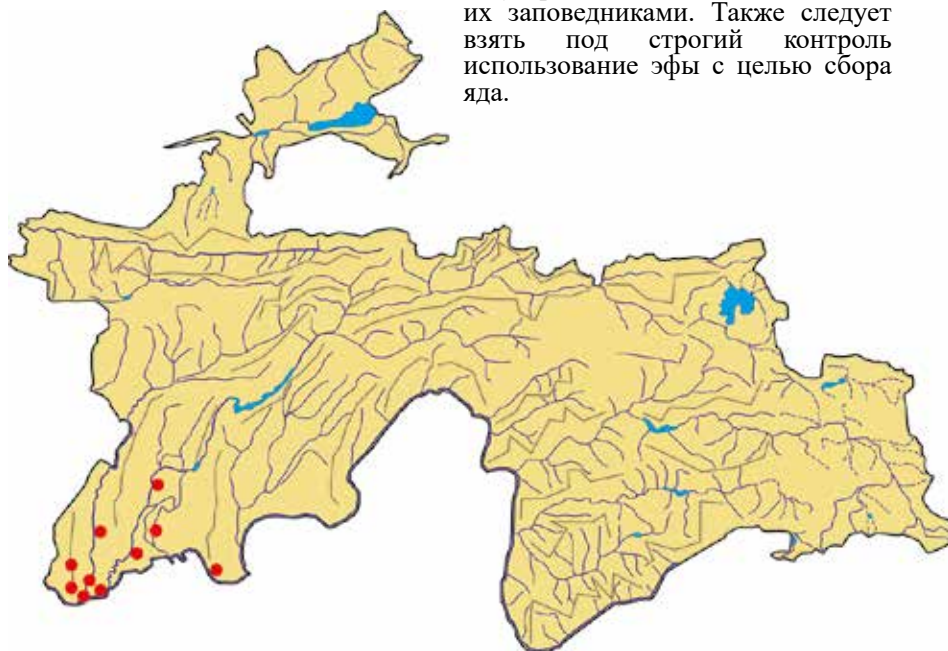 их заповедниками. Также следует
взять под строгий контроль
использование эфы с целью сбора
яда.